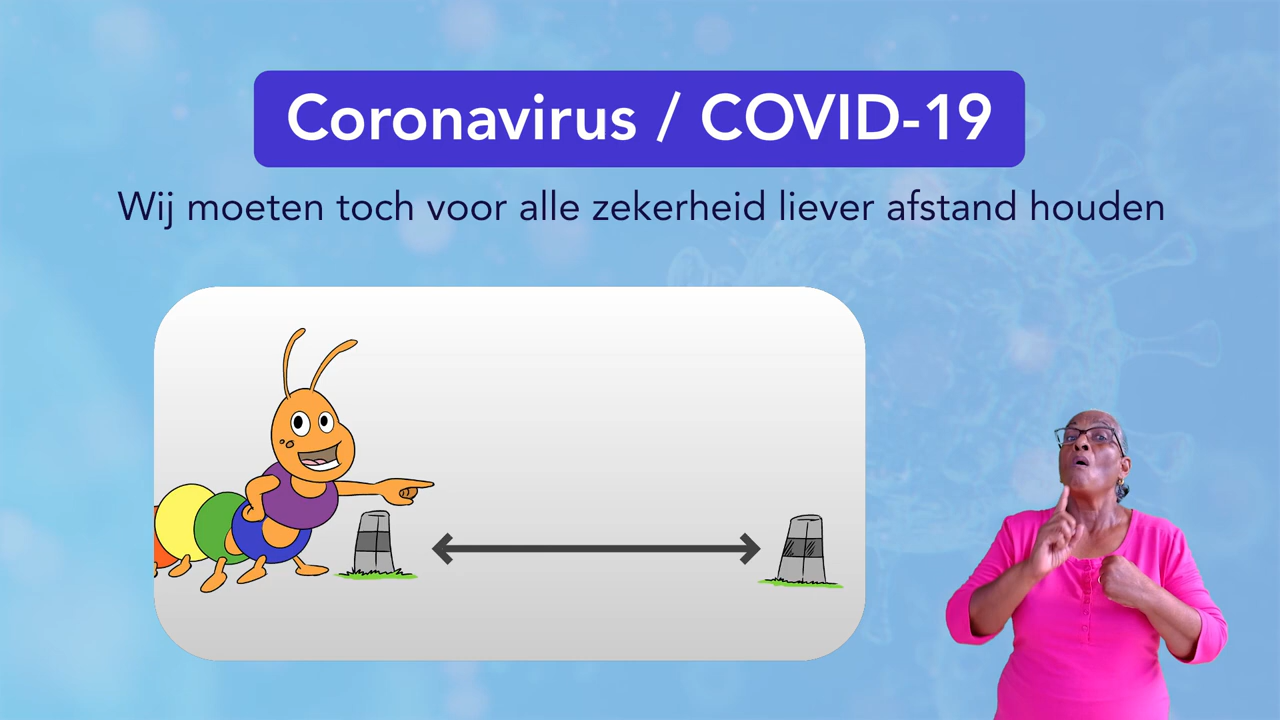 Coronavirus / COVID-19
Wij moeten toch voor alle zekerheid liever afstand houden